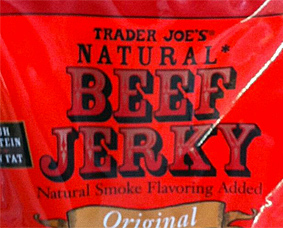 TRADER JOE'S®
NATURAL*
BEEF
JERKY
Natural Smoke Flavoring Added
Original